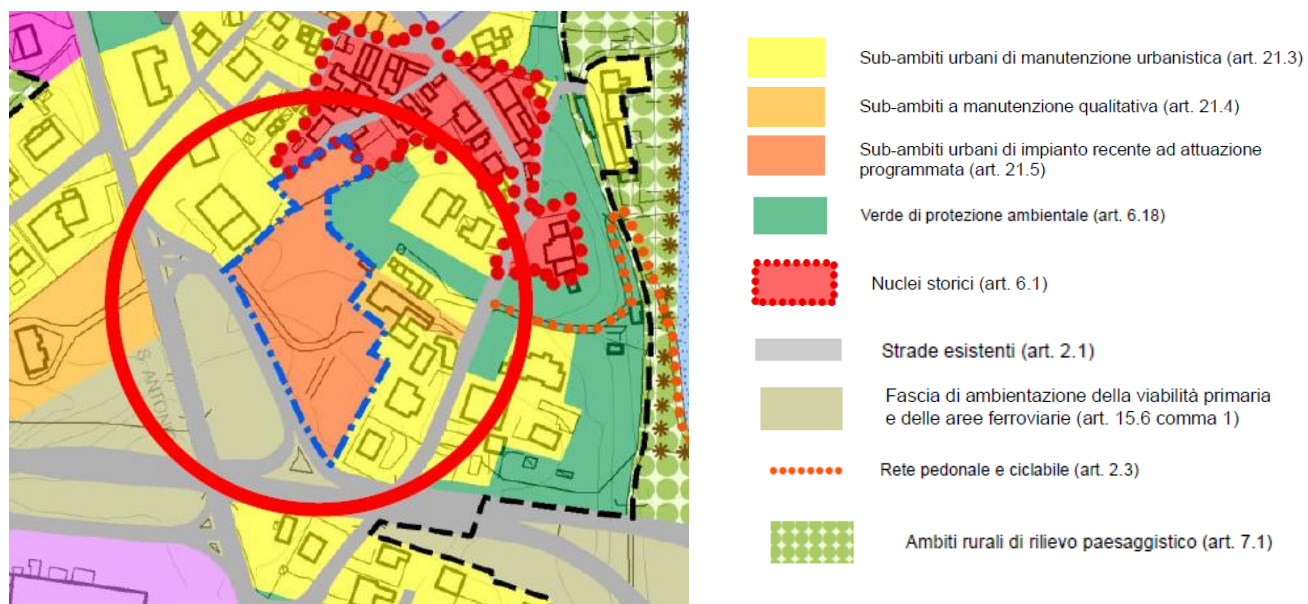 Sub-ambiti urbani di manutenzione urbanistica (art. 21.3)
Sub-ambiti a manutenzione qualitativa (art. 21.4)
Sub-ambiti urbani di impianto recente ad attuazione
programmata (art. 21.5)
Verde di protezione ambientale (art. 6.18)
Nuclei storici (art. 6.1)
Strade esistenti (art. 2.1)
Fascia di ambientazione della viabilità primaria
e delle aree ferroviarie (art. 15.6 comma 1)
Rete pedonale e ciclabile (art. 2.3)
Ambiti rurali di rilievo paesaggistico (art. 7.1)